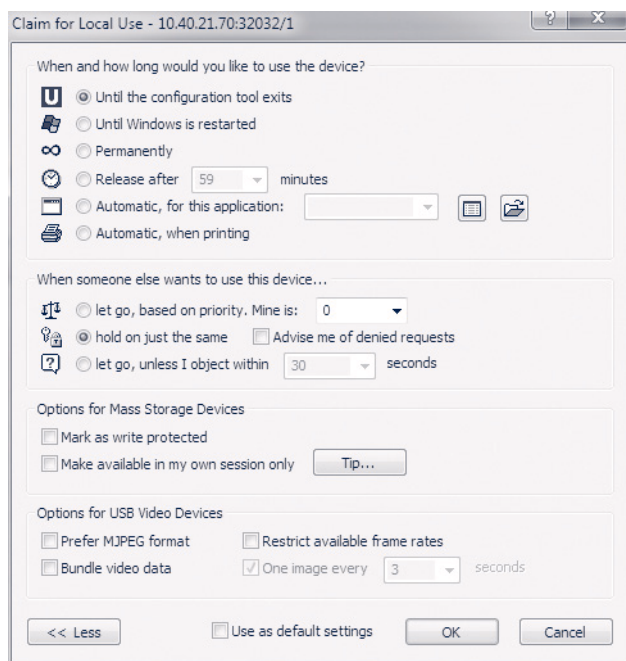 Claim for Local Use - 10.40.21.70:32032/1
When and how long would you like to use the device?
Until the configuration tool exits
Until Windows is restarted
Permanently
Release after 59 minutes
Automatic, for this application:
Automatic, when printing
When someone else wants to use this device...
let go, based on priority. Mine is: 0
hold on just the same Advise me of denied requests
let go, unless I object within 30 seconds
Options for Mass Storage Devices
Mark as write protected
Make available in my own session only Tip...
Options for USB Video Devices
Prefer MJPEG format Restrict available frame rates
Bundle video data One image every 3 seconds
<< Less Use as default settings OK Cancel